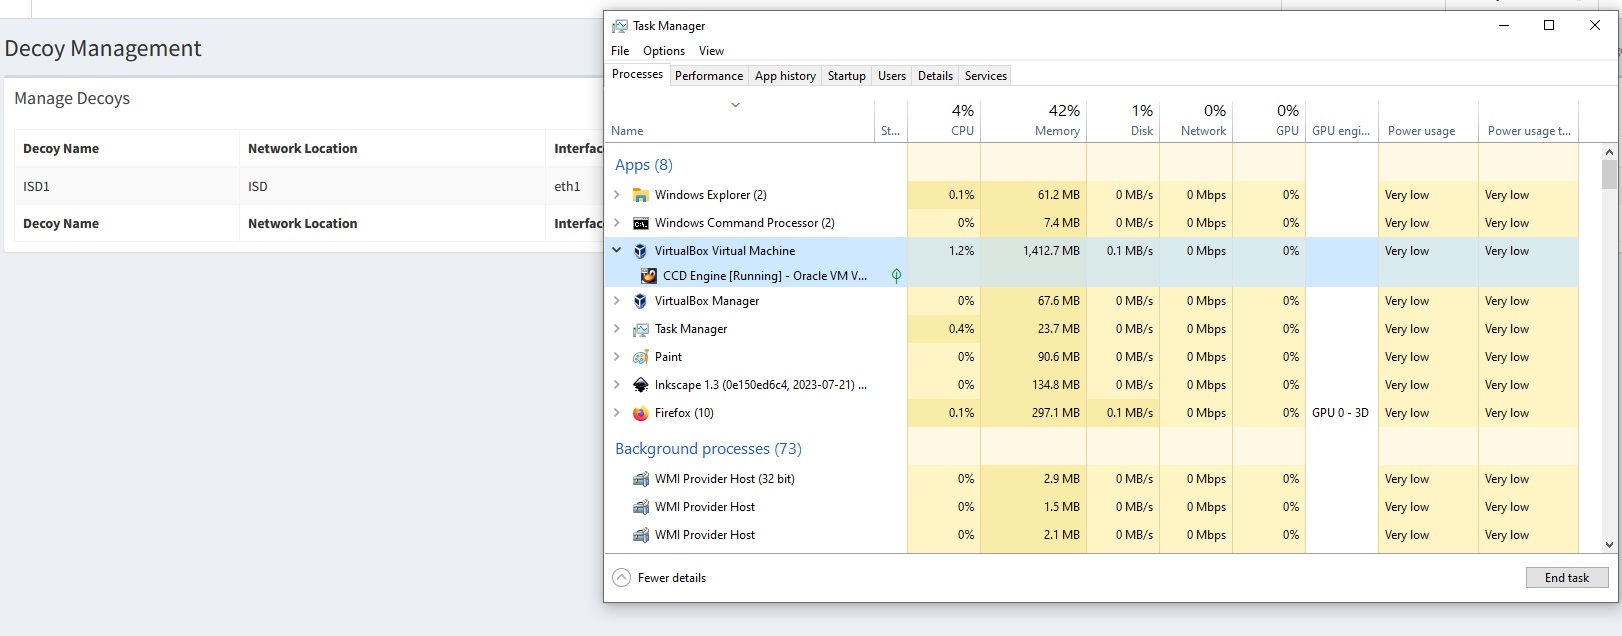 Decoy Management
Manage Decoys
Decoy Name Network Location Interfac
ISD1 ISD eth1
Decoy Name Network Location Interfac
Task Manager
File Options View
Processes Performance App history Startup Users Details Services
4% 42% 1% 0% 0%
Name St... CPU Memory Disk Network GPU GPU engi... Power usage Power usage t...
Apps (8)
Windows Explorer (2) 0.1% 61.2 MB 0 MB/s 0 Mbps 0% Very low Very low
Windows Command Processor (2) 0% 7.4 MB 0 MB/s 0 Mbps 0% Very low Very low
VirtualBox Virtual Machine 1.2% 1,412.7 MB 0.1 MB/s 0 Mbps 0% Very low Very low
CCD Engine [Running] - Oracle VM V...
VirtualBox Manager 0% 67.6 MB 0 MB/s 0 Mbps 0% Very low Very low
Task Manager 0.4% 23.7 MB 0 MB/s 0 Mbps 0% Very low Very low
Paint 0% 90.6 MB 0 MB/s 0 Mbps 0% Very low Very low
Inkscape 1.3 (0e150ed6c4, 2023-07-21) ... 0% 134.8 MB 0 MB/s 0 Mbps 0% Very low Very low
Firefox (10) 0.1% 297.1 MB 0.1 MB/s 0 Mbps 0% GPU 0 - 3D Very low Very low
Background processes (73)
WMI Provider Host (32 bit) 0% 2.9 MB 0 MB/s 0 Mbps 0% Very low Very low
WMI Provider Host 0% 1.5 MB 0 MB/s 0 Mbps 0% Very low Very low
WMI Provider Host 0% 2.1 MB 0 MB/s 0 Mbps 0% Very low Very low
Fewer details End task